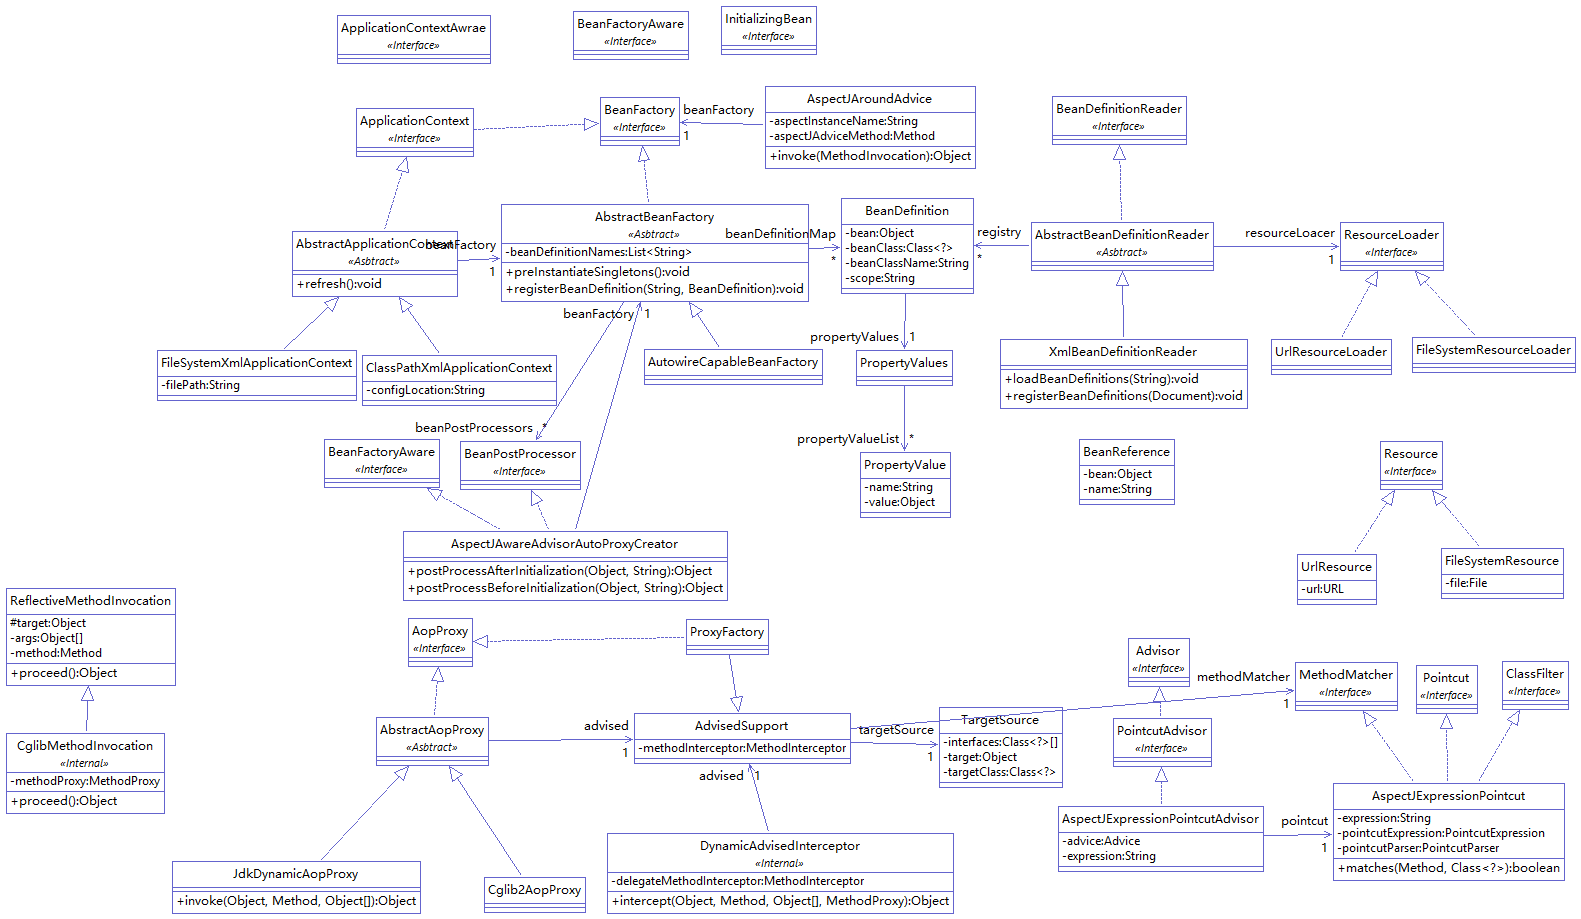 ApplicationContextAwrae
«Interface»
BeanFactoryAware
«Interface»
InitializingBean
«Interface»
ApplicationContext
«Interface»
BeanFactory
«Interface»
beanFactory
1
AspectJAroundAdvice
-aspectInstanceName:String
-aspectJAdviceMethod:Method
+invoke(MethodInvocation):Object
BeanDefinitionReader
«Interface»
AbstractApplicationContext
«Asbtract»
+refresh():void
beanFactory
1
AbstractBeanFactory
«Asbtract»
-beanDefinitionNames:List<String>
+preInstantiateSingletons():void
+registerBeanDefinition(String, BeanDefinition):void
beanDefinitionMap
*
BeanDefinition
-bean:Object
-beanClass:Class<?>
-beanClassName:String
-scope:String
registry
*
AbstractBeanDefinitionReader
«Asbtract»
resourceLoacer
1
ResourceLoader
«Interface»
beanFactory
1
propertyValues
1
FileSystemXmlApplicationContext
-filePath:String
ClassPathXmlApplicationContext
-configLocation:String
AutowireCapableBeanFactory
PropertyValues
XmlBeanDefinitionReader
+loadBeanDefinitions(String):void
+registerBeanDefinitions(Document):void
UrlResourceLoader
FileSystemResourceLoader
beanPostProcessors
*
propertyValueList
*
BeanFactoryAware
«Interface»
BeanPostProcessor
«Interface»
PropertyValue
-name:String
-value:Object
BeanReference
-bean:Object
-name:String
Resource
«Interface»
AspectJAwareAdvisorAutoProxyCreator
+postProcessAfterInitialization(Object, String):Object
+postProcessBeforeInitialization(Object, String):Object
UrlResource
-url:URL
FileSystemResource
-file:File
ReflectiveMethodInvocation
#target:Object
-args:Object[]
-method:Method
+proceed():Object
AopProxy
«Interface»
ProxyFactory
Advisor
«Interface»
methodMatcher
1
MethodMatcher
«Interface»
Pointcut
«Interface»
ClassFilter
«Interface»
CglibMethodInvocation
«Internal»
-methodProxy:MethodProxy
+proceed():Object
AbstractAopProxy
«Asbtract»
advised
1
AdvisedSupport
-methodInterceptor:MethodInterceptor
targetSource
1
TargetSource
-interfaces:Class<?>[]
-target:Object
-targetClass:Class<?>
PointcutAdvisor
«Interface»
advised
1
AspectJExpressionPointcutAdvisor
-advice:Advice
-expression:String
pointcut
1
AspectJExpressionPointcut
-expression:String
-pointcutExpression:PointcutExpression
-pointcutParser:PointcutParser
+matches(Method, Class<?>):boolean
JdkDynamicAopProxy
+invoke(Object, Method, Object[]):Object
Cglib2AopProxy
DynamicAdvisedInterceptor
«Internal»
-delegateMethodInterceptor:MethodInterceptor
+intercept(Object, Method, Object[], MethodProxy):Object